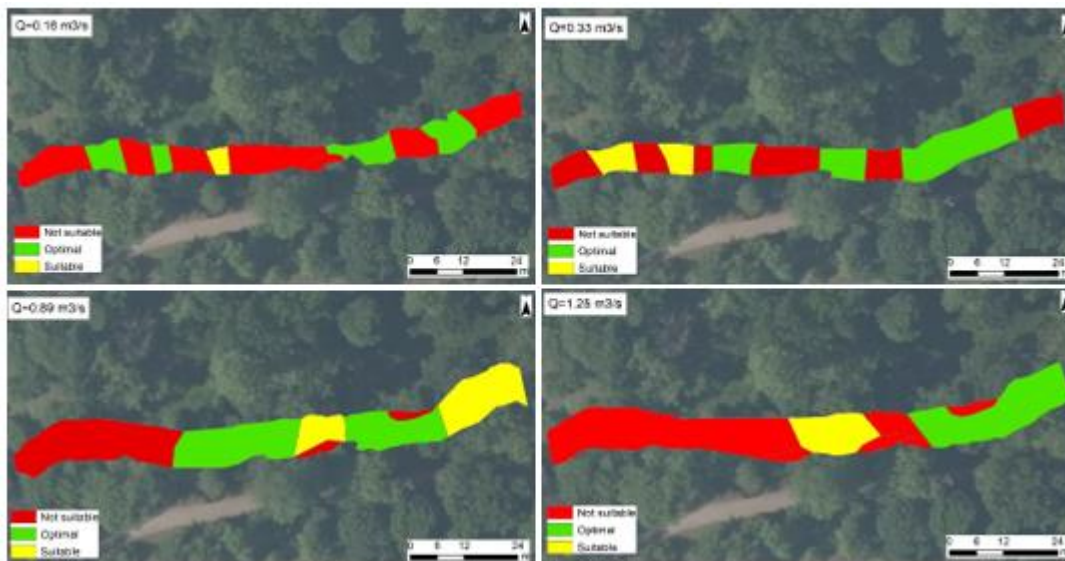 Q=0.16 m3/s
Not suitable
Optimal
Suitable
0 6 12 24
m
Q=0.33 m3/s
Not suitable
Optimal
Suitable
0 6 12 24
Q=0.89 m3/s
Not suitable
Optimal
Suitable
0 6 12 24
m
Q=1.25 m3/s
Not suitable
Optimal
Suitable
0 6 12 24